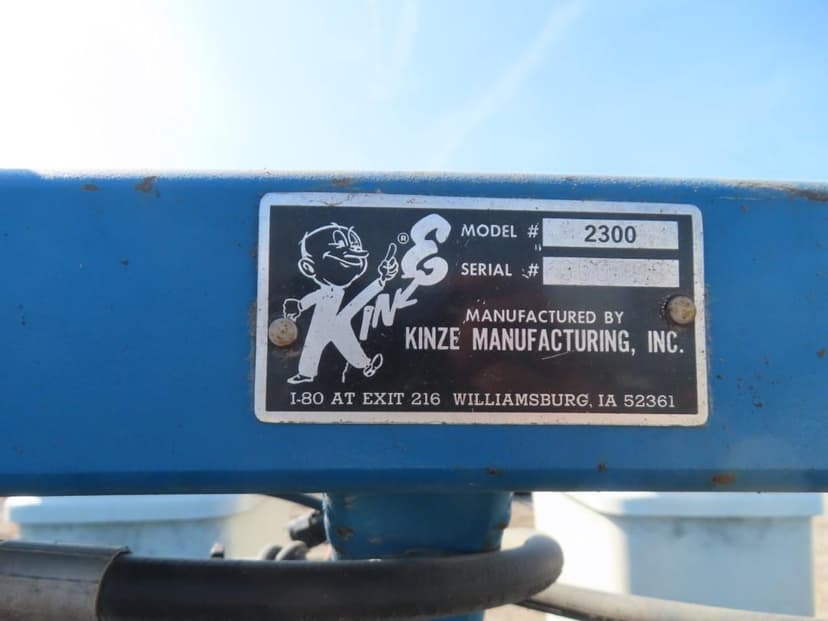 KINZE ®
MODEL # 2300
SERIAL #
MANUFACTURED BY
KINZE MANUFACTURING, INC.
I-80 AT EXIT 216 WILLIAMSBURG, IA 52361